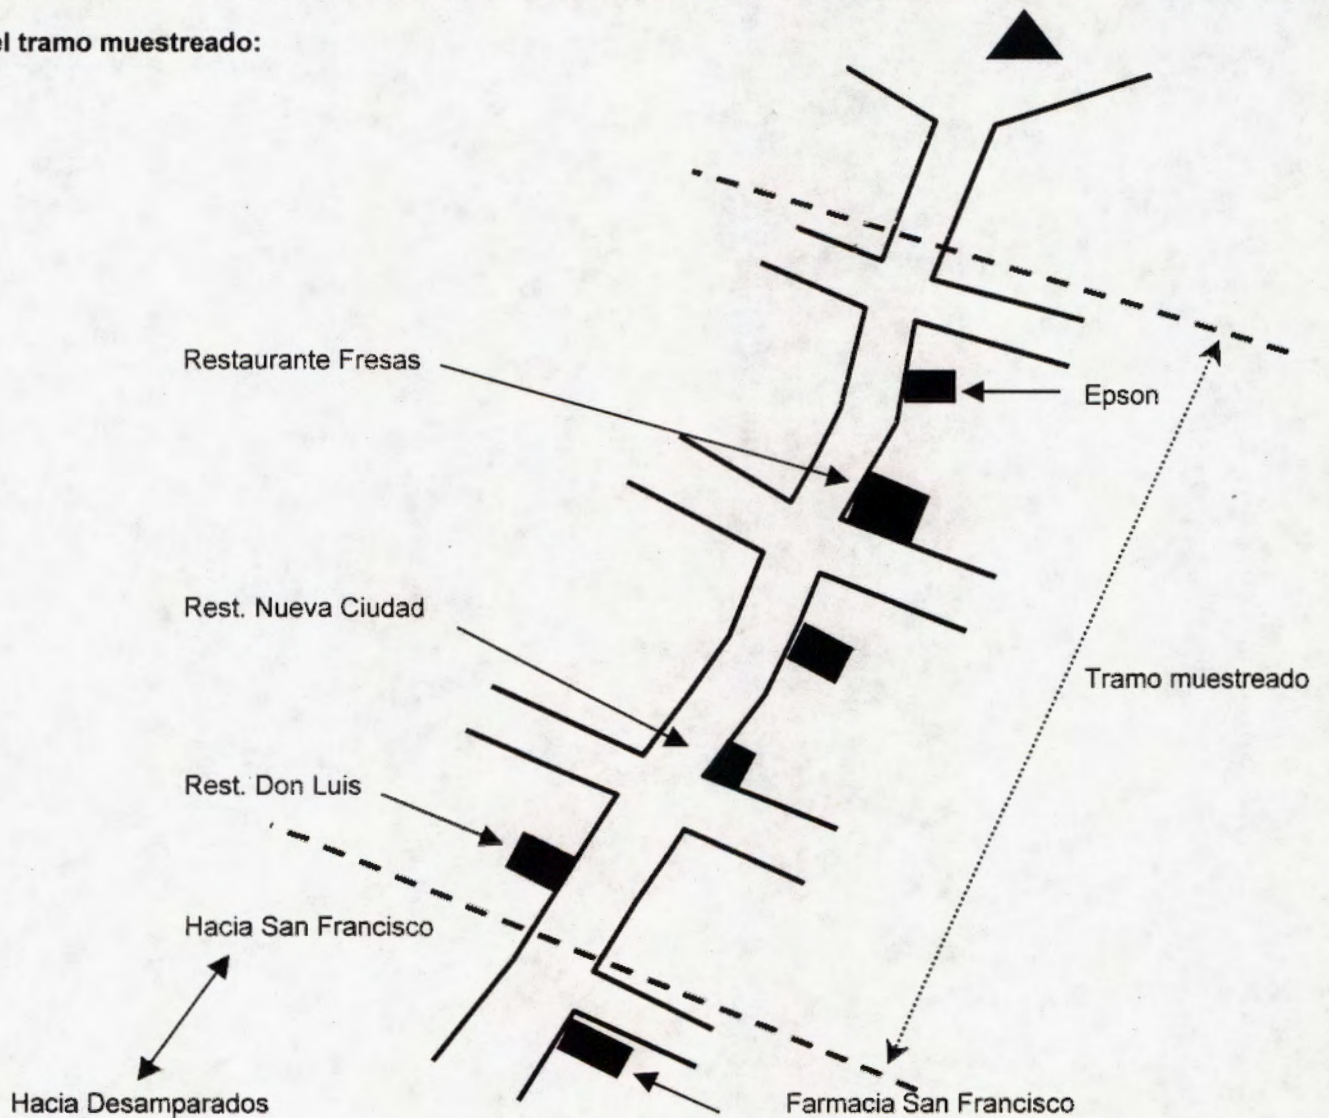 el tramo muestreado:
Restaurante Fresas
Epson
Rest. Nueva Ciudad
Tramo muestreado
Rest. Don Luis
Hacia San Francisco
Hacia Desamparados
Farmacia San Francisco